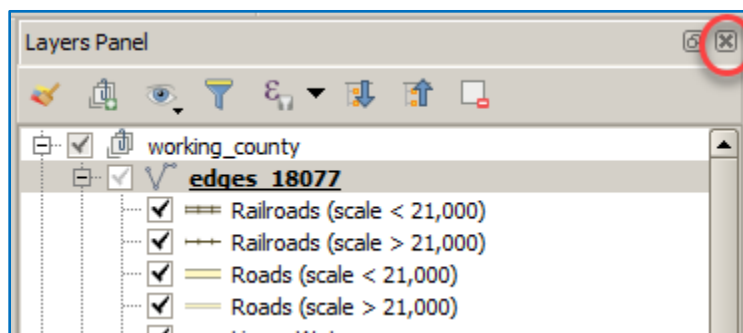 Layers Panel
ε
working_county
edges_18077
Railroads (scale < 21,000)
Railroads (scale > 21,000)
Roads (scale < 21,000)
Roads (scale > 21,000)